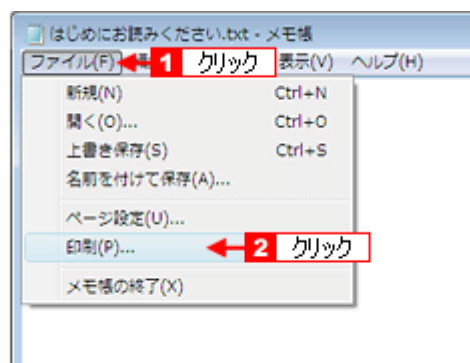 はじめにお読みください.txt - メモ帳
ファイル(F) 1 クリック 表示(V) ヘルプ(H)
新規(N) Ctrl+N
開く(O)... Ctrl+O
上書き保存(S) Ctrl+S
名前を付けて保存(A)...
ページ設定(U)...
印刷(P)... 2 クリック
メモ帳の終了(X)